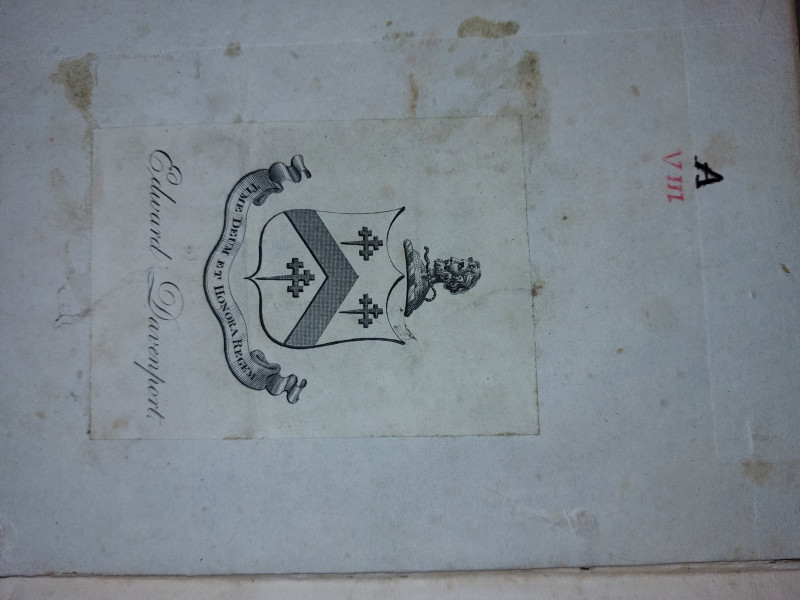 A
VIII
TIME DEUM ET HONORA REGEM
Edward Davenport.